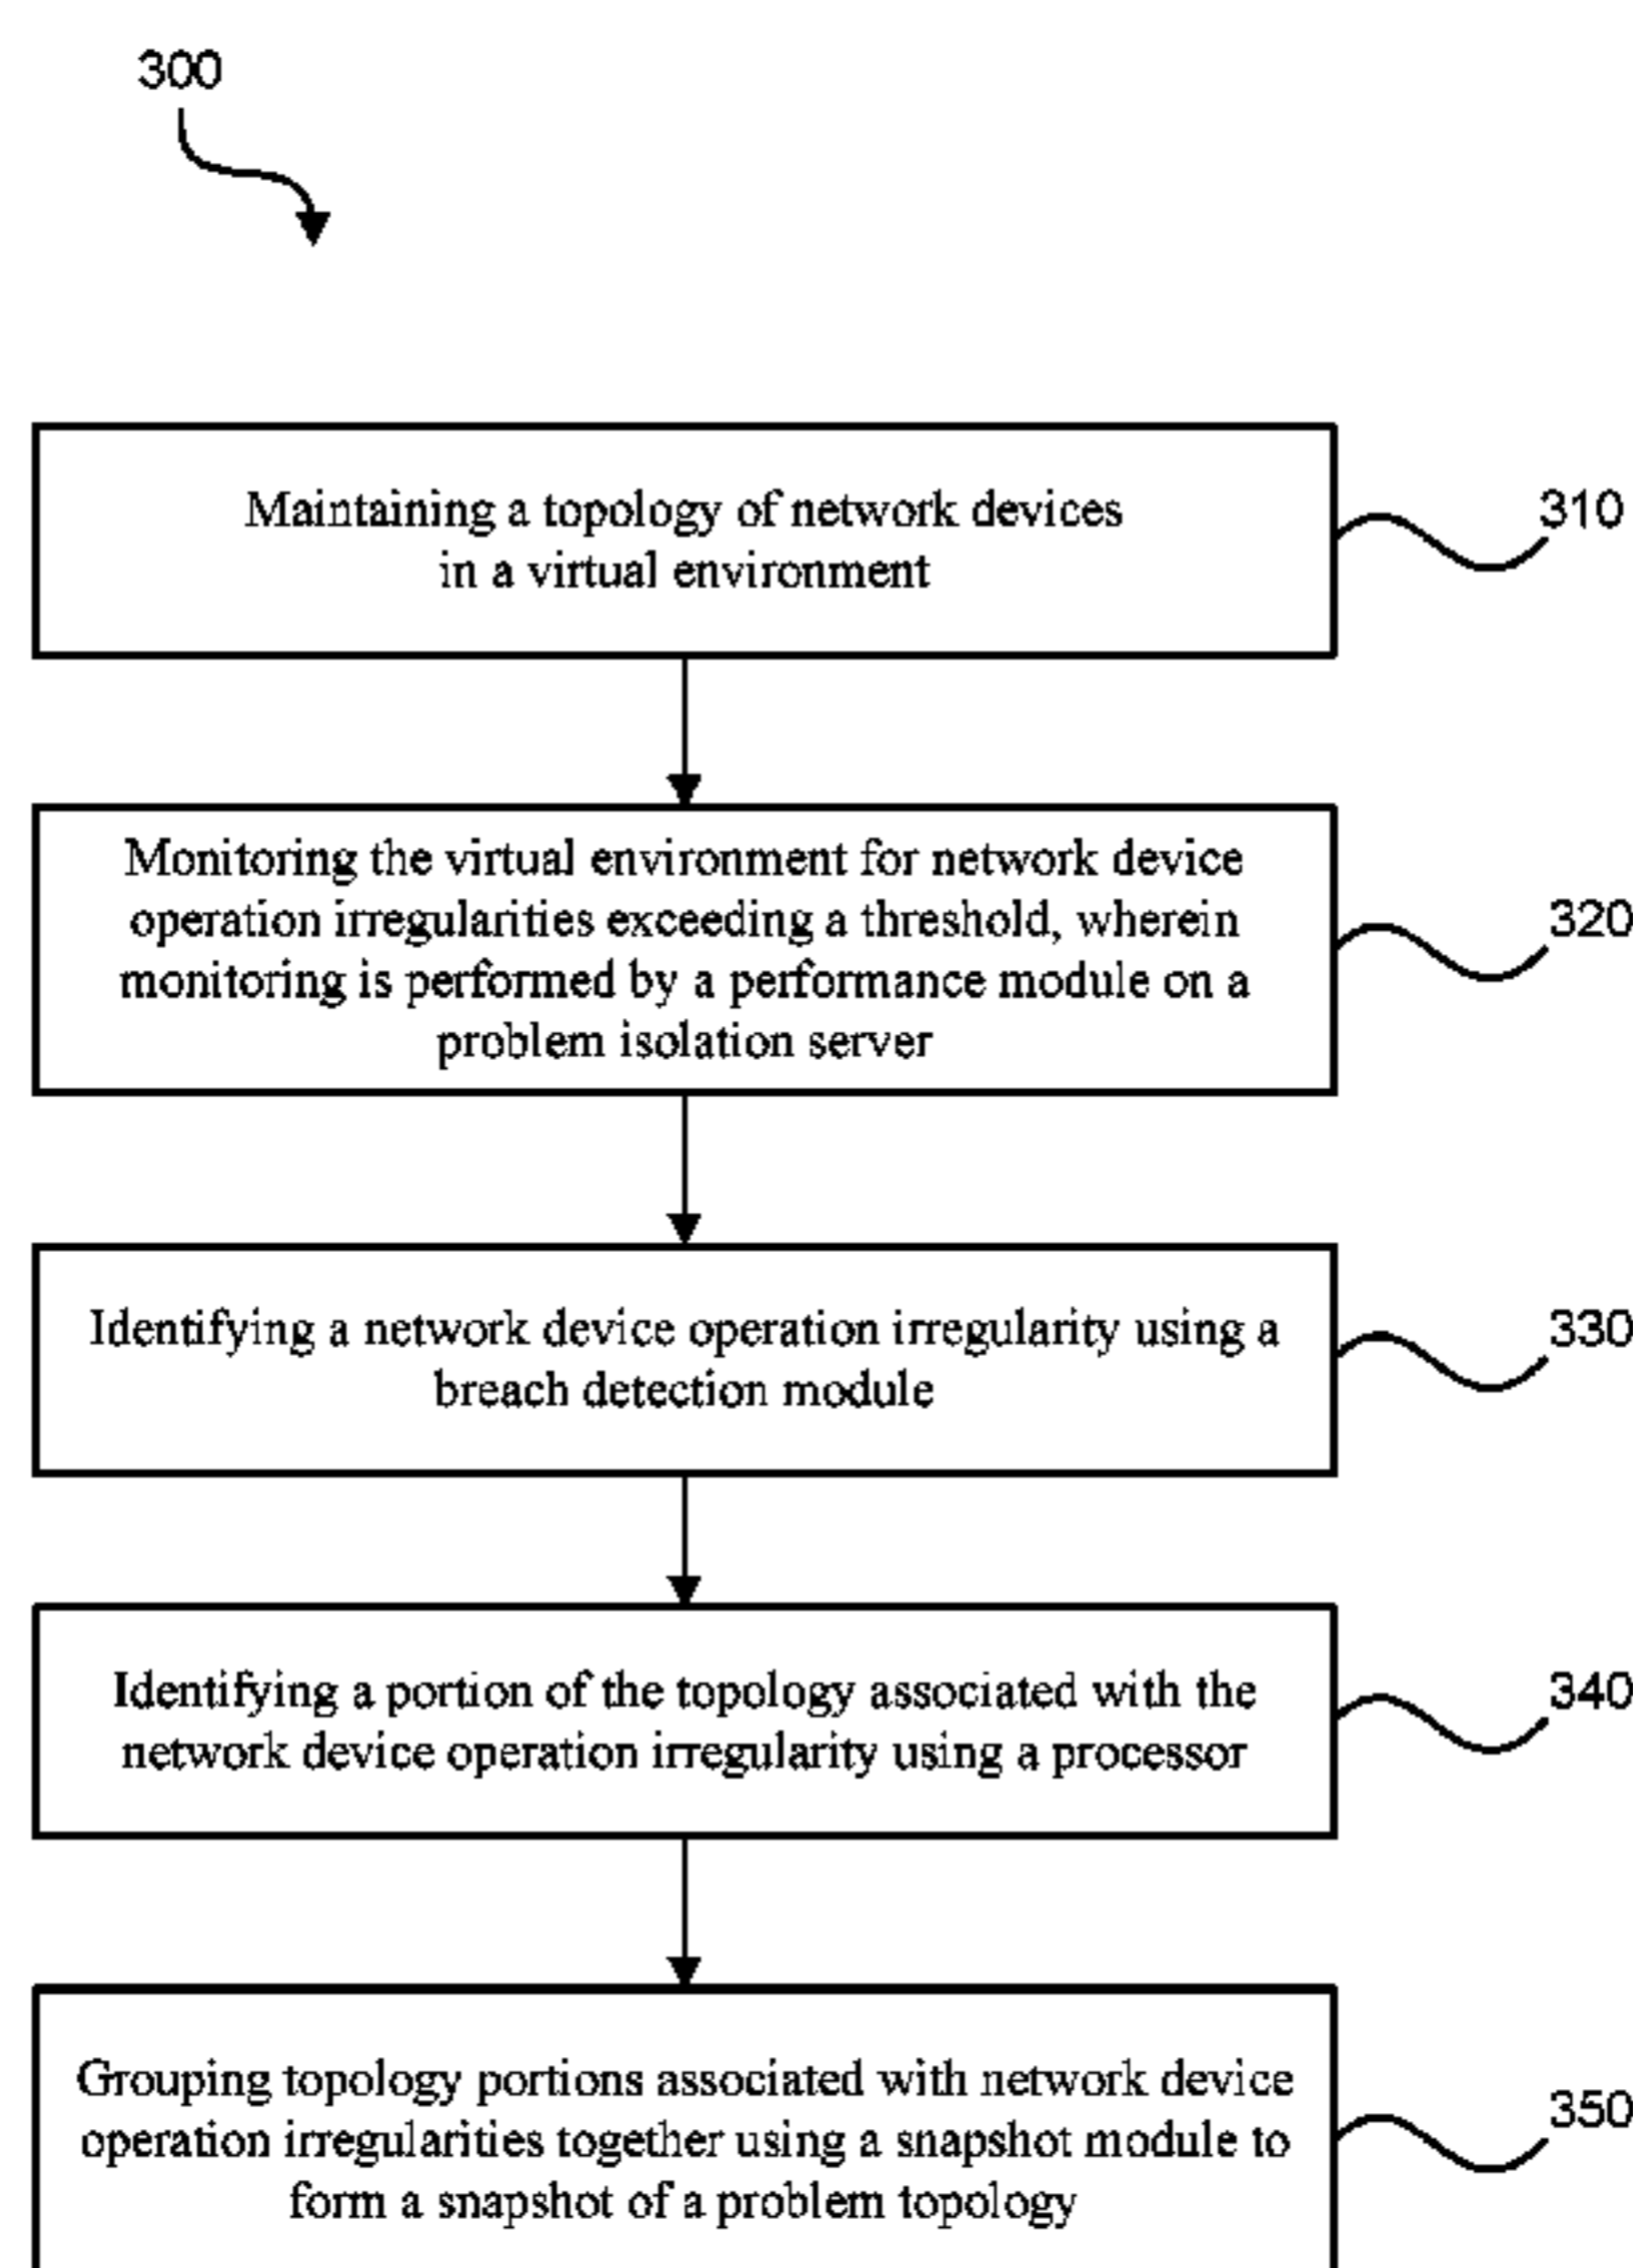 300
Maintaining a topology of network devices
in a virtual environment
310
Monitoring the virtual environment for network device
operation irregularities exceeding a threshold, wherein
monitoring is performed by a performance module on a
problem isolation server
320
Identifying a network device operation irregularity using a
breach detection module
330
Identifying a portion of the topology associated with the
network device operation irregularity using a processor
340
Grouping topology portions associated with network device
operation irregularities together using a snapshot module to
form a snapshot of a problem topology
350